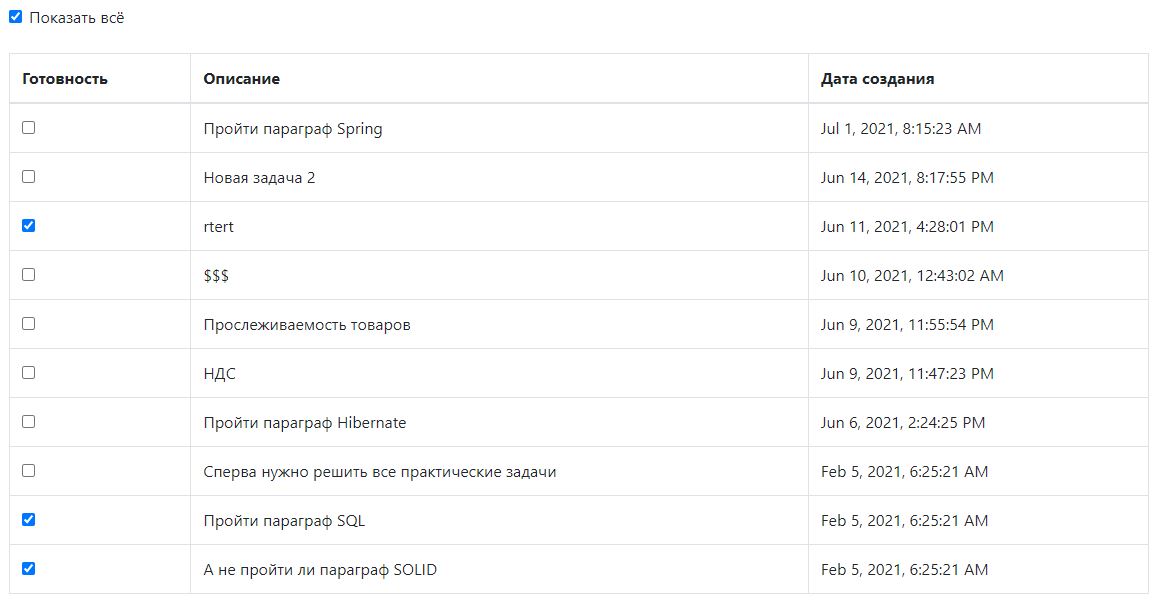 Показать всё
Готовность Описание Дата создания
Пройти параграф Spring Jul 1, 2021, 8:15:23 AM
Новая задача 2 Jun 14, 2021, 8:17:55 PM
rtert Jun 11, 2021, 4:28:01 PM
$$$ Jun 10, 2021, 12:43:02 AM
Прослеживаемость товаров Jun 9, 2021, 11:55:54 PM
НДС Jun 9, 2021, 11:47:23 PM
Пройти параграф Hibernate Jun 6, 2021, 2:24:25 PM
Сперва нужно решить все практические задачи Feb 5, 2021, 6:25:21 AM
Пройти параграф SQL Feb 5, 2021, 6:25:21 AM
А не пройти ли параграф SOLID Feb 5, 2021, 6:25:21 AM